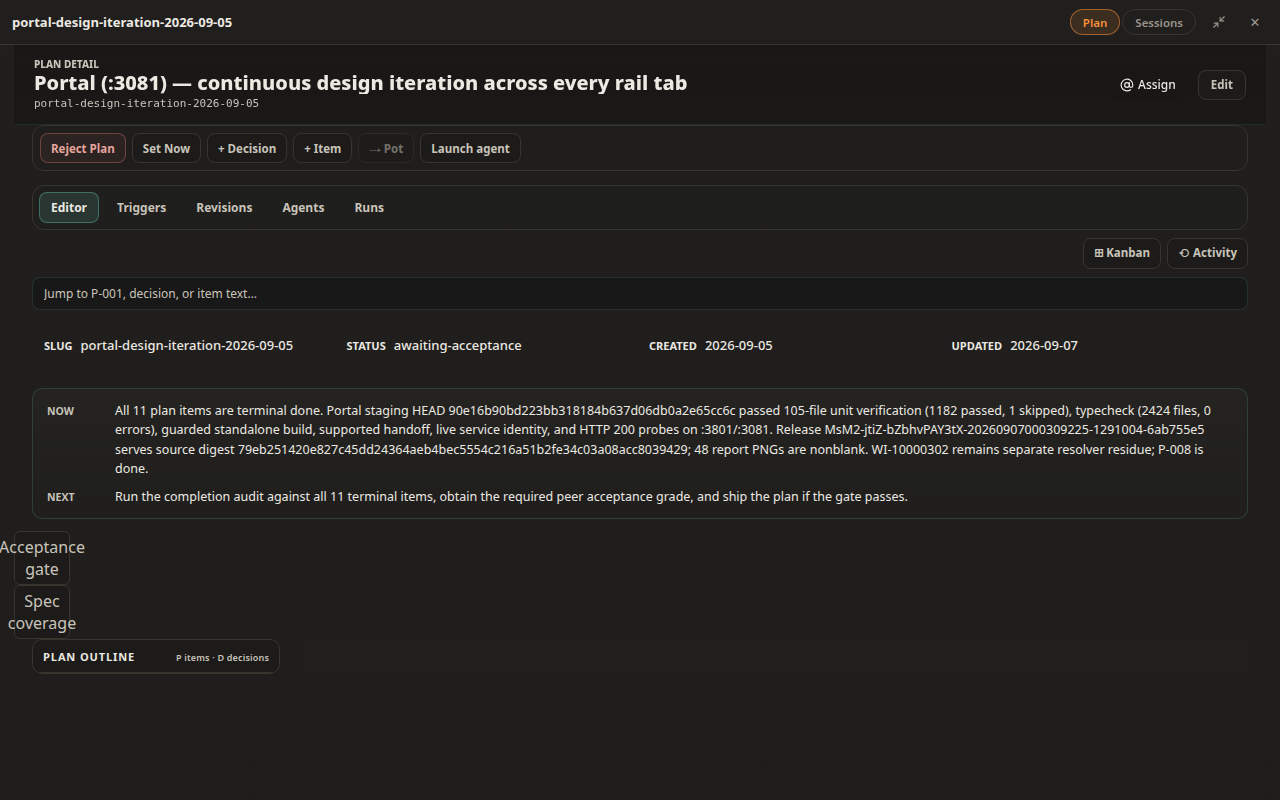 portal-design-iteration-2026-09-05
Plan
Sessions
PLAN DETAIL
Portal (:3081) — continuous design iteration across every rail tab
portal-design-iteration-2026-09-05
@ Assign
Edit
Reject Plan
Set Now
+ Decision
+ Item
→ Pot
Launch agent
Editor
Triggers
Revisions
Agents
Runs
⊞ Kanban
⟲ Activity
Jump to P-001, decision, or item text...
SLUG portal-design-iteration-2026-09-05
STATUS awaiting-acceptance
CREATED 2026-09-05
UPDATED 2026-09-07
NOW
All 11 plan items are terminal done. Portal staging HEAD 90e16b90bd223bb318184b637d06db0a2e65cc6c passed 105-file unit verification (1182 passed, 1 skipped), typecheck (2424 files, 0
errors), guarded standalone build, supported handoff, live service identity, and HTTP 200 probes on :3801/:3081. Release MsM2-jtiZ-bZbhvPAY3tX-20260907000309225-1291004-6ab755e5
serves source digest 79eb251420e827c45dd24364aeb4bec5554c216a51b2fe34c03a08acc8039429; 48 report PNGs are nonblank. WI-10000302 remains separate resolver residue; P-008 is
done.
NEXT
Run the completion audit against all 11 terminal items, obtain the required peer acceptance grade, and ship the plan if the gate passes.
Acceptance
gate
Spec
coverage
PLAN OUTLINE
P items · D decisions